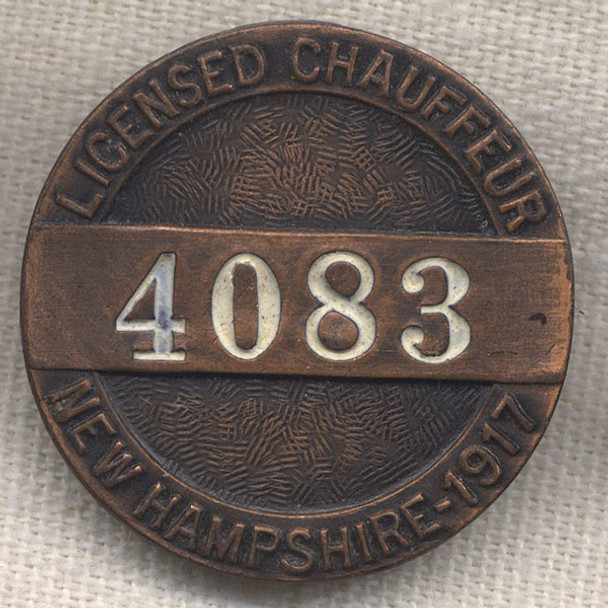 LICENSED CHAUFFEUR
4083
NEW HAMPSHIRE-1917